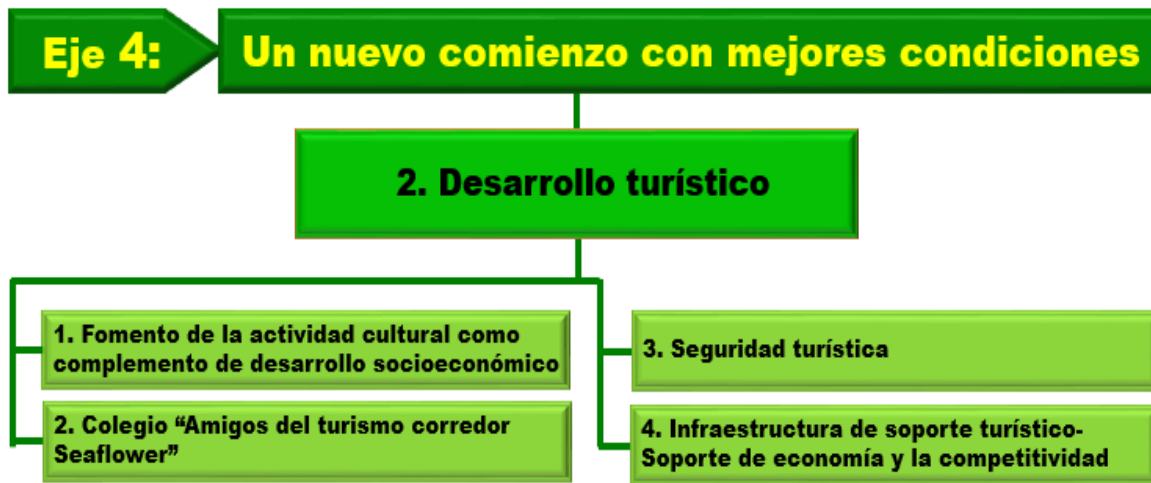 Eje 4:
Un nuevo comienzo con mejores condiciones
2. Desarrollo turístico
1. Fomento de la actividad cultural como
complemento de desarrollo socioeconómico
2. Colegio “Amigos del turismo corredor
Seaflower”
3. Seguridad turística
4. Infraestructura de soporte turístico-
Soporte de economía y la competitividad